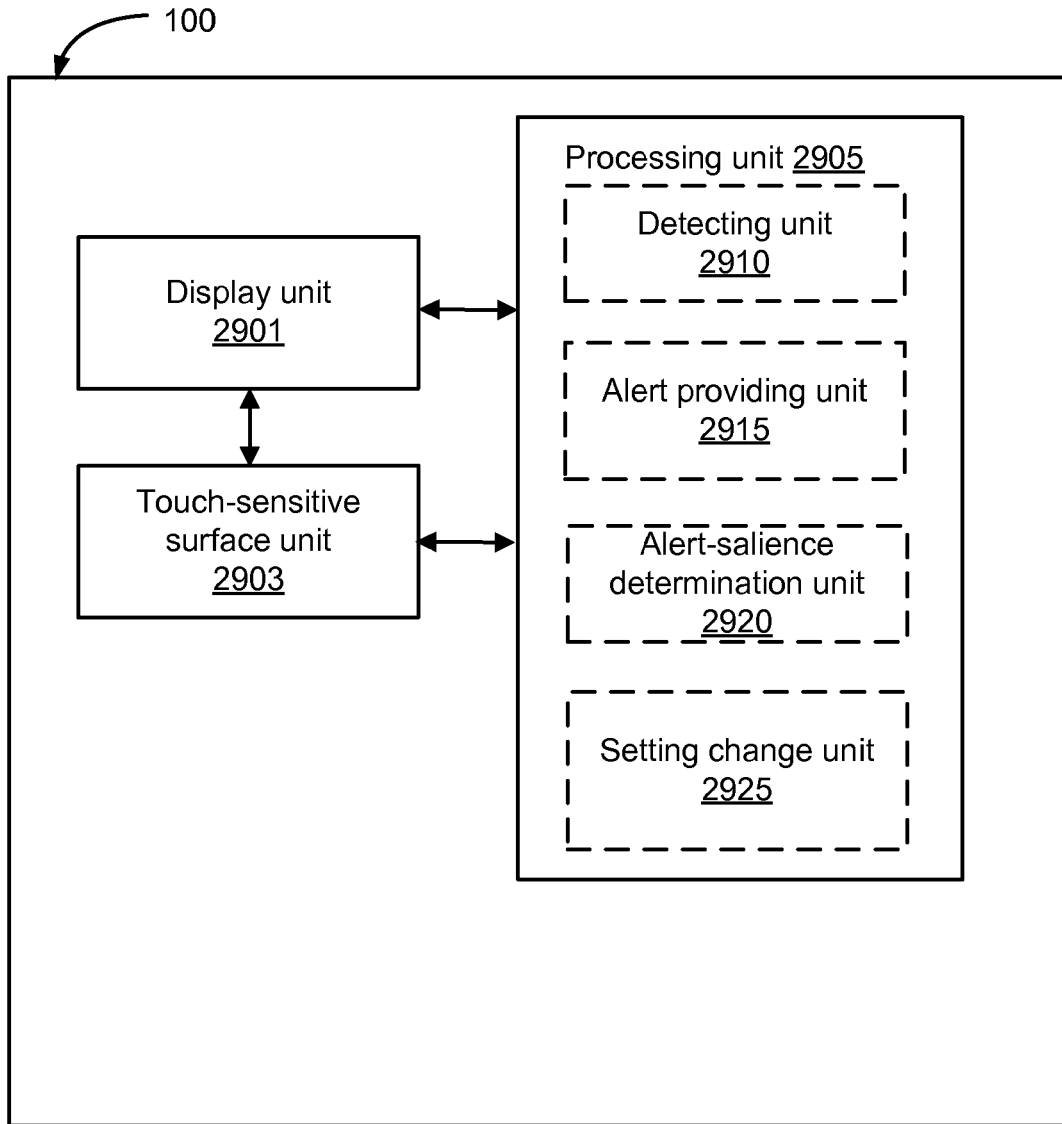 100
Processing unit 2905
Detecting unit
2910
Display unit
2901
Alert providing unit
2915
Touch-sensitive
surface unit
2903
Alert-salience
determination unit
2920
Setting change unit
2925